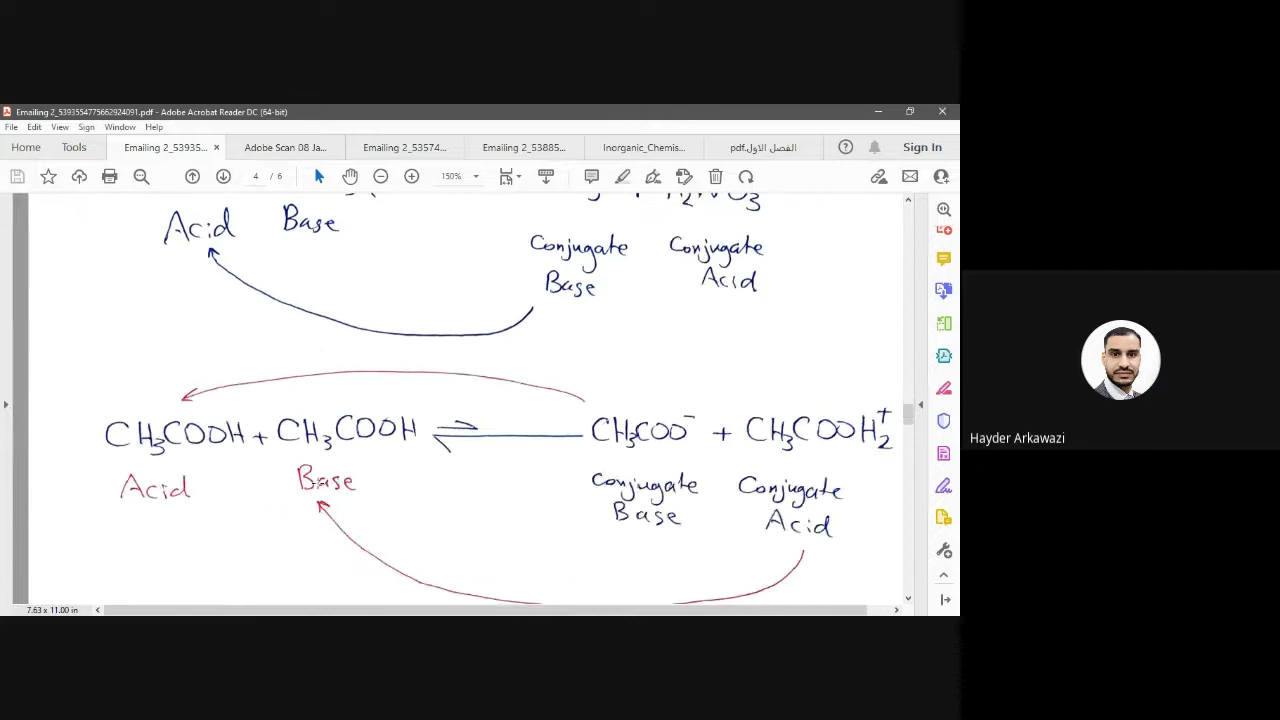 Emailing 2_5393554775662924091.pdf - Adobe Acrobat Reader DC (64-bit)
File Edit View Sign Window Help
Home Tools Emailing 2_53935... × Adobe Scan 08 Ja... Emailing 2_53574... Emailing 2_53885... Inorganic_Chemis... الفصل الاول.pdf Sign In
4 / 6 150%
Acid Base
Conjugate Conjugate
Base Acid
CH₃COOH + CH₃COOH ⇌ CH₃COO⁻ + CH₃COOH₂⁺
Acid Base Conjugate Conjugate
Base Acid
7.63 x 11.00 in
Hayder Arkawazi